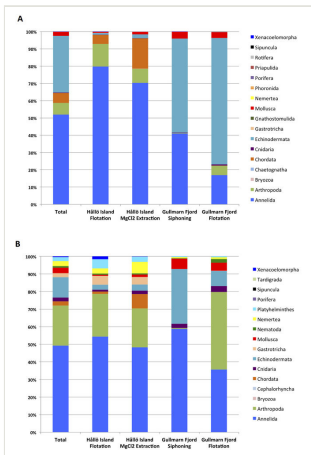 A
100%
90%
80%
70%
60%
50%
40%
30%
20%
10%
0%
Total
Hållö Island
Flotation
Hållö Island
MgCl2 Extraction
Gullmarn Fjord
Siphoning
Gullmarn Fjord
Flotation
Xenacoelomorpha
Sipuncula
Rotifera
Priapulida
Porifera
Phoronida
Nemertea
Mollusca
Gnathostomulida
Gastrotricha
Echinodermata
Cnidaria
Chordata
Chaetognatha
Bryozoa
Arthropoda
Annelida
B
100%
90%
80%
70%
60%
50%
40%
30%
20%
10%
0%
Total
Hållö Island
Flotation
Hållö Island
MgCl2 Extraction
Gullmarn Fjord
Siphoning
Gullmarn Fjord
Flotation
Xenacoelomorpha
Tardigrada
Sipuncula
Porifera
Platyhelminthes
Nemertea
Nematoda
Mollusca
Gastrotricha
Echinodermata
Cnidaria
Chordata
Cephalorhyncha
Bryozoa
Arthropoda
Annelida